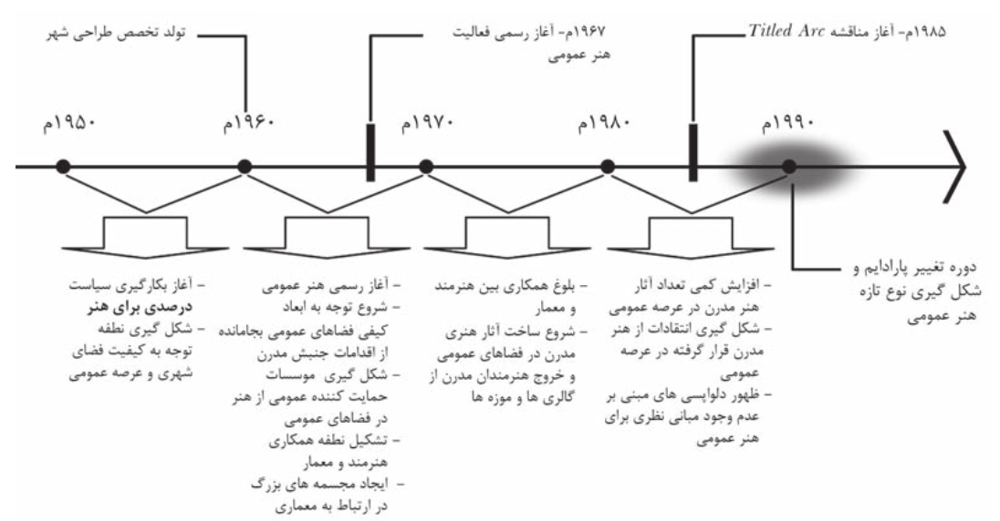 تولد تخصص طراحی شهر
۱۹۶۷م- آغاز رسمی فعالیت
هنر عمومی
۱۹۸۵م- آغاز مناقشه Titled Arc
۱۹۵۰م
۱۹۶۰م
۱۹۷۰م
۱۹۸۰م
۱۹۹۰م
- آغاز بکارگیری سیاست
درصدی برای هنر
- شکل گیری نطفه
توجه به کیفیت فضای
شهری و عرصه عمومی
- آغاز رسمی هنر عمومی
- شروع توجه به ابعاد
کیفی فضاهای عمومی بجامانده
از اقدامات جنبش مدرن
- شکل گیری موسسات
حمایت کننده عمومی از هنر
در فضاهای عمومی
- تشکیل نطفه همکاری
هنرمند و معمار
- ایجاد مجسمه های بزرگ
در ارتباط به معماری
- بلوغ همکاری بین هنرمند
و معمار
- شروع ساخت آثار هنری
مدرن در فضاهای عمومی
و خروج هنرمندان مدرن از
گالری ها و موزه ها
- افزایش کمی تعداد آثار
هنر مدرن در عرصه عمومی
- شکل گیری انتقادات از هنر
مدرن قرار گرفته در عرصه
عمومی
- ظهور دلواپسی های مبنی بر
عدم وجود مبانی نظری برای
هنر عمومی
دوره تغییر پارادایم و
شکل گیری نوع تازه
هنر عمومی